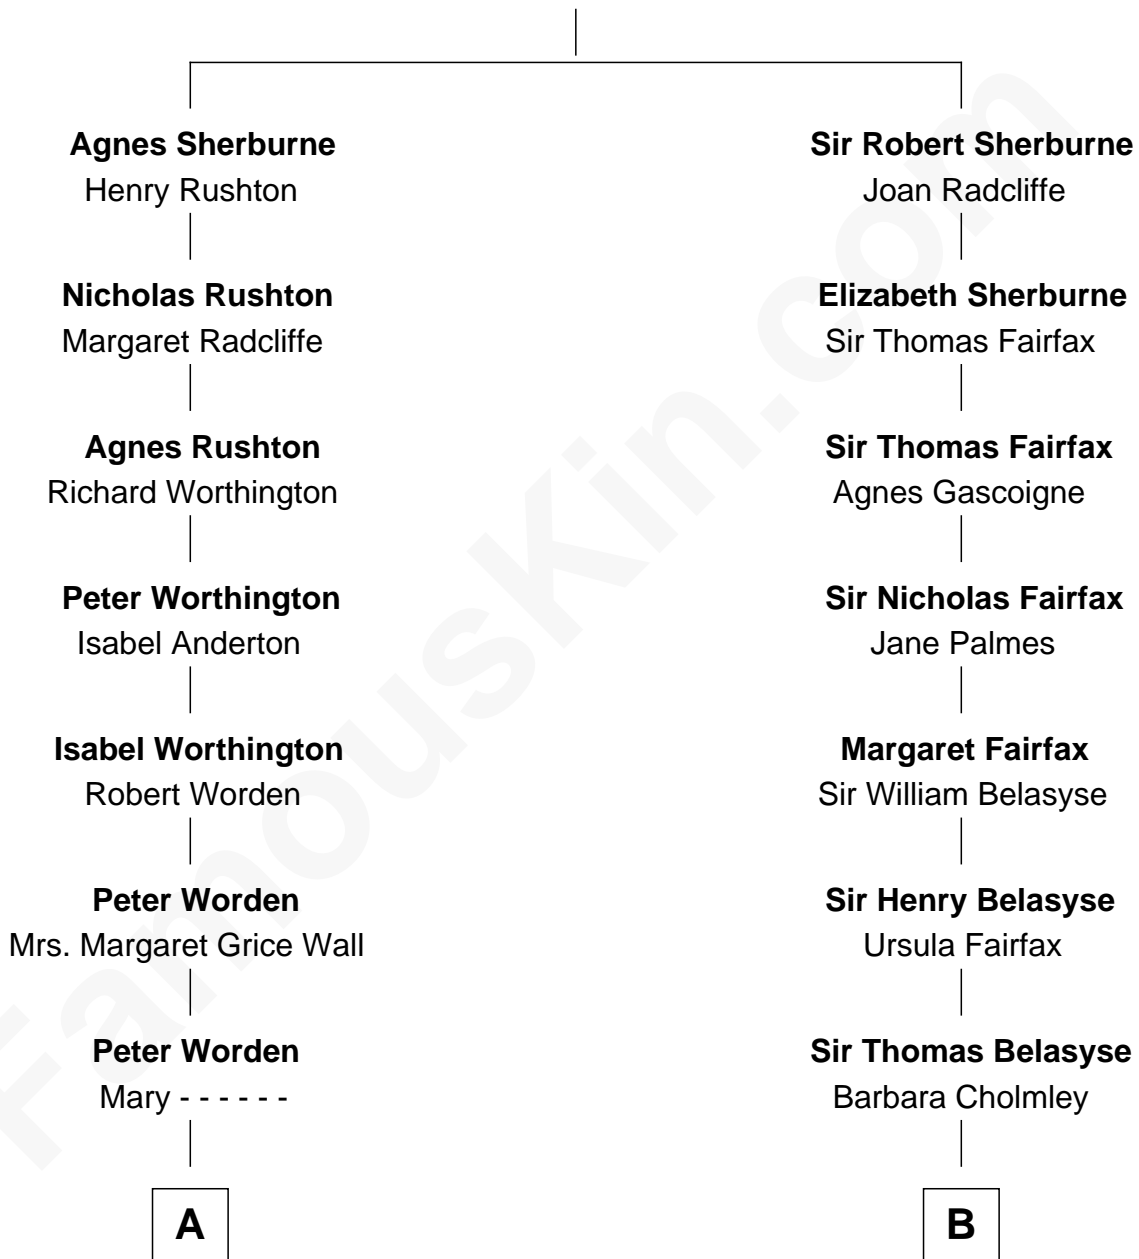 Agnes Sherburne
Henry Rushton
Nicholas Rushton
Margaret Radcliffe
Agnes Rushton
Richard Worthington
Peter Worthington
Isabel Anderton
Isabel Worthington
Robert Worden
Peter Worden
Mrs. Margaret Grice Wall
Peter Worden
Mary - - - - - -
A
Sir Robert Sherburne
Joan Radcliffe
Elizabeth Sherburne
Sir Thomas Fairfax
Sir Thomas Fairfax
Agnes Gascoigne
Sir Nicholas Fairfax
Jane Palmes
Margaret Fairfax
Sir William Belasyse
Sir Henry Belasyse
Ursula Fairfax
Sir Thomas Belasyse
Barbara Cholmley
B
FamousKin.com